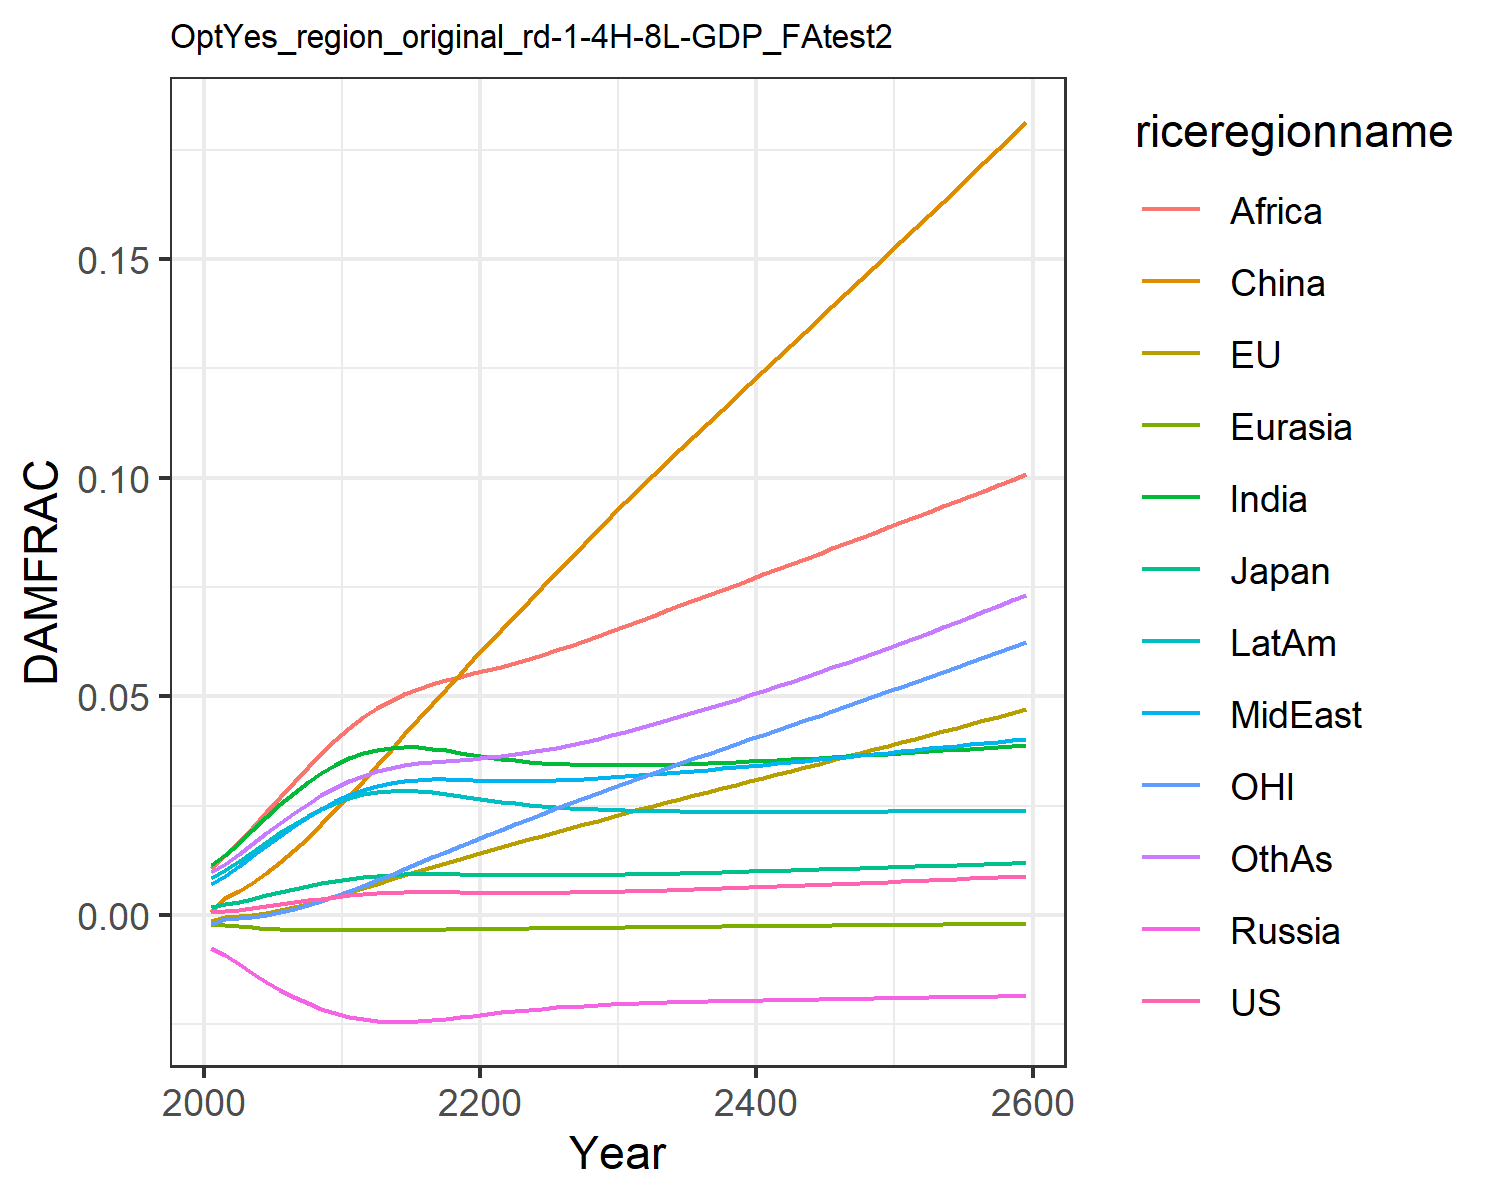 OptYes_region_original_rd-1-4H-8L-GDP_FAtest2
DAMFRAC
0.15
0.10
0.05
0.00
2000 2200 2400 2600
Year
riceregionname
Africa
China
EU
Eurasia
India
Japan
LatAm
MidEast
OHI
OthAs
Russia
US